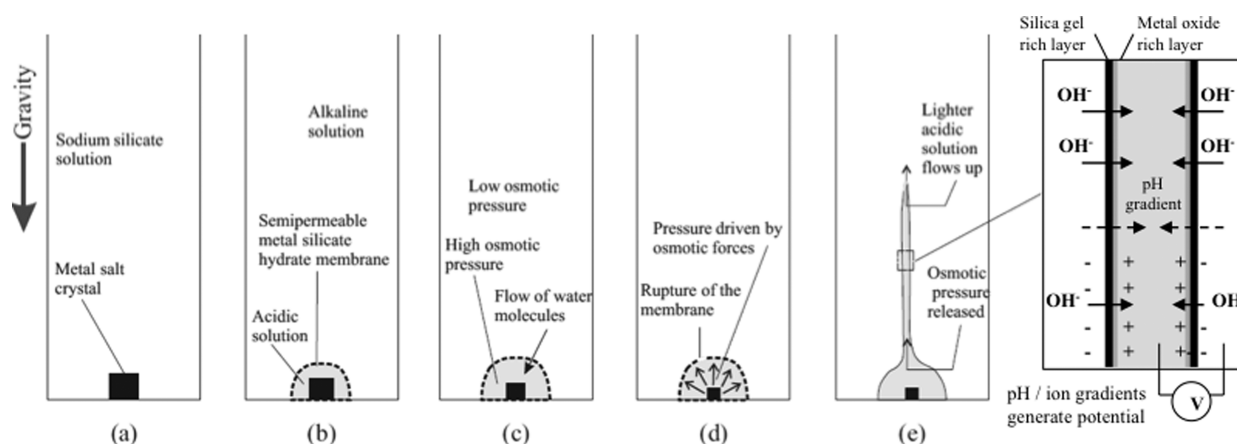 Gravity
Sodium silicate
solution
Metal salt
crystal
(a)
Alkaline
solution
Semipermeable
metal silicate
hydrate membrane
Acidic
solution
(b)
Low osmotic
pressure
High osmotic
pressure
Flow of water
molecules
(c)
Pressure driven by
osmotic forces
Rupture of the
membrane
(d)
Lighter
acidic
solution
flows up
Osmotic
pressure
released
(e)
Silica gel
rich layer
Metal oxide
rich layer
OH- OH-
OH- OH-
pH
gradient
- + + -
- + + -
OH- OH
- + + -
- + + -
V
pH / ion gradients
generate potential